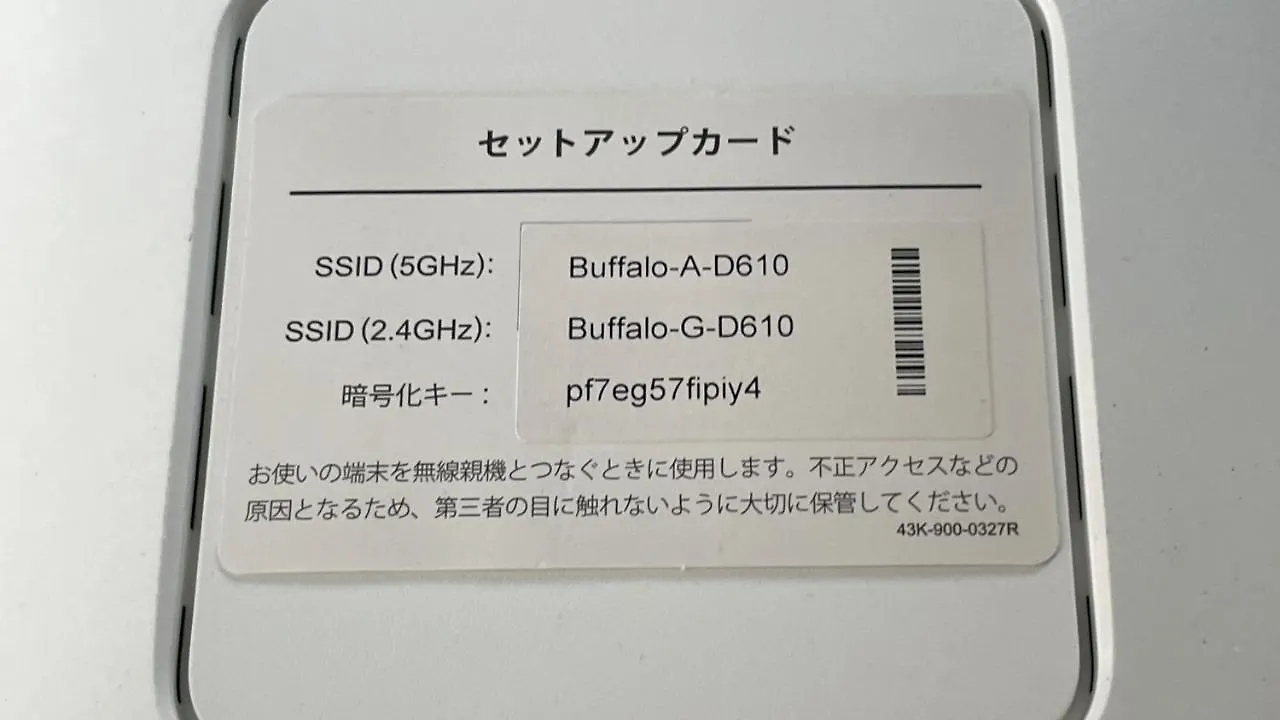 セットアップカード
SSID (5GHz): Buffalo-A-D610
SSID (2.4GHz): Buffalo-G-D610
暗号化キー: pf7eg57fipiy4
お使いの端末を無線親機とつなぐときに使用します。不正アクセスなどの
原因となるため、第三者の目に触れないように大切に保管してください。
43K-900-0327R